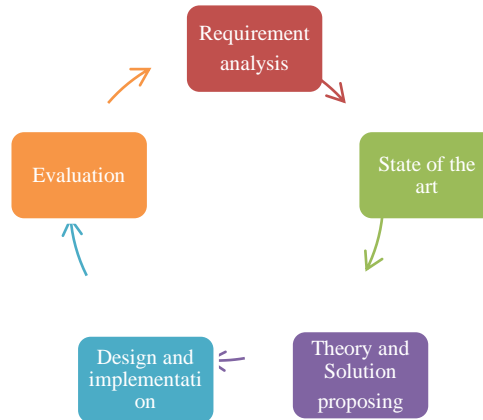 Requirement
analysis
State of the
art
Theory and
Solution
proposing
Design and
implementati
on
Evaluation